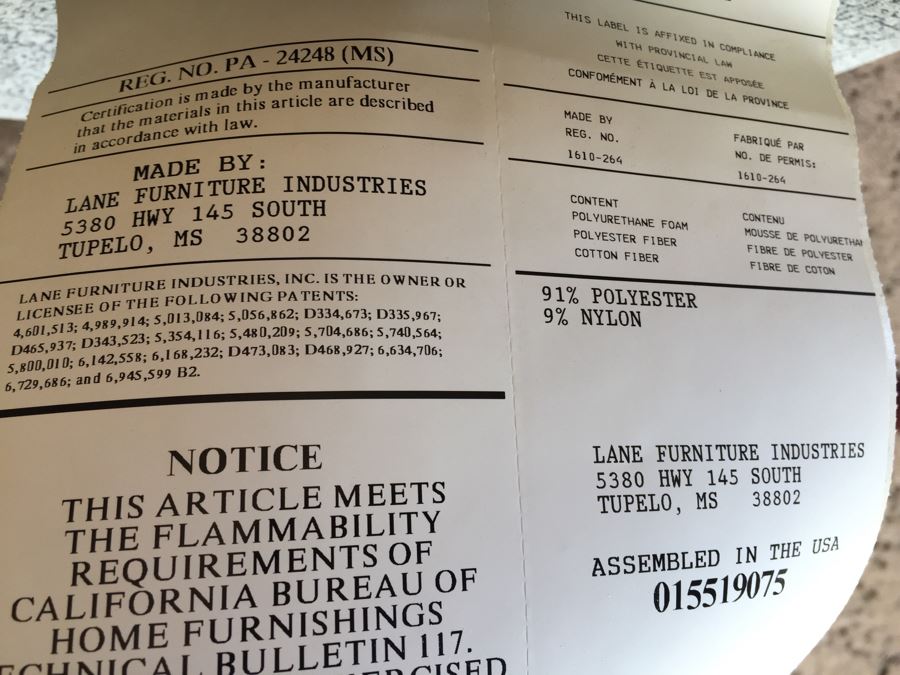 REG. NO. PA - 24248 (MS)
Certification is made by the manufacturer
that the materials in this article are described
in accordance with law.
MADE BY:
LANE FURNITURE INDUSTRIES
5380 HWY 145 SOUTH
TUPELO, MS 38802
LANE FURNITURE INDUSTRIES, INC. IS THE OWNER OR
LICENSEE OF THE FOLLOWING PATENTS:
4,601,513; 4,989,914; 5,013,084; 5,056,862; D334,673; D335,967;
D465,937; D343,523; 5,354,116; 5,480,209; 5,704,686; 5,740,564;
5,800,010; 6,142,558; 6,168,232; D473,083; D468,927; 6,634,706;
6,729,686; and 6,945,599 B2.
NOTICE
THIS ARTICLE MEETS
THE FLAMMABILITY
REQUIREMENTS OF
CALIFORNIA BUREAU OF
HOME FURNISHINGS
ECHNICAL BULLETIN 117.
THIS LABEL IS AFFIXED IN COMPLIANCE
WITH PROVINCIAL LAW
CETTE ÉTIQUETTE EST APPOSÉE
CONFOMÉMENT À LA LOI DE LA PROVINCE
MADE BY
REG. NO.
1610-264
FABRIQUÉ PAR
NO. DE PERMIS:
1610-264
CONTENT
POLYURETHANE FOAM
POLYESTER FIBER
COTTON FIBER
CONTENU
MOUSSE DE POLYURETHAN
FIBRE DE POLYESTER
FIBRE DE COTON
91% POLYESTER
9% NYLON
LANE FURNITURE INDUSTRIES
5380 HWY 145 SOUTH
TUPELO, MS 38802
ASSEMBLED IN THE USA
015519075